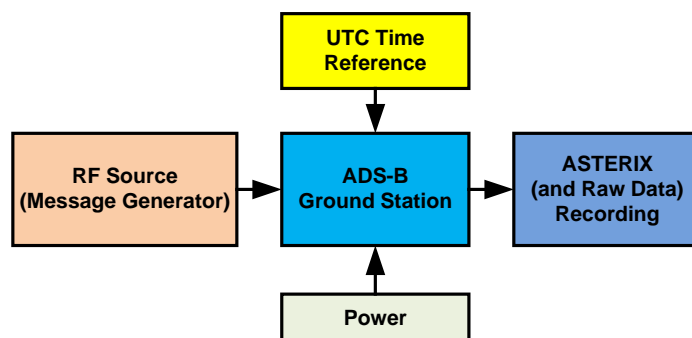 UTC Time
Reference
RF Source
(Message Generator)
ADS-B
Ground Station
ASTERIX
(and Raw Data)
Recording
Power